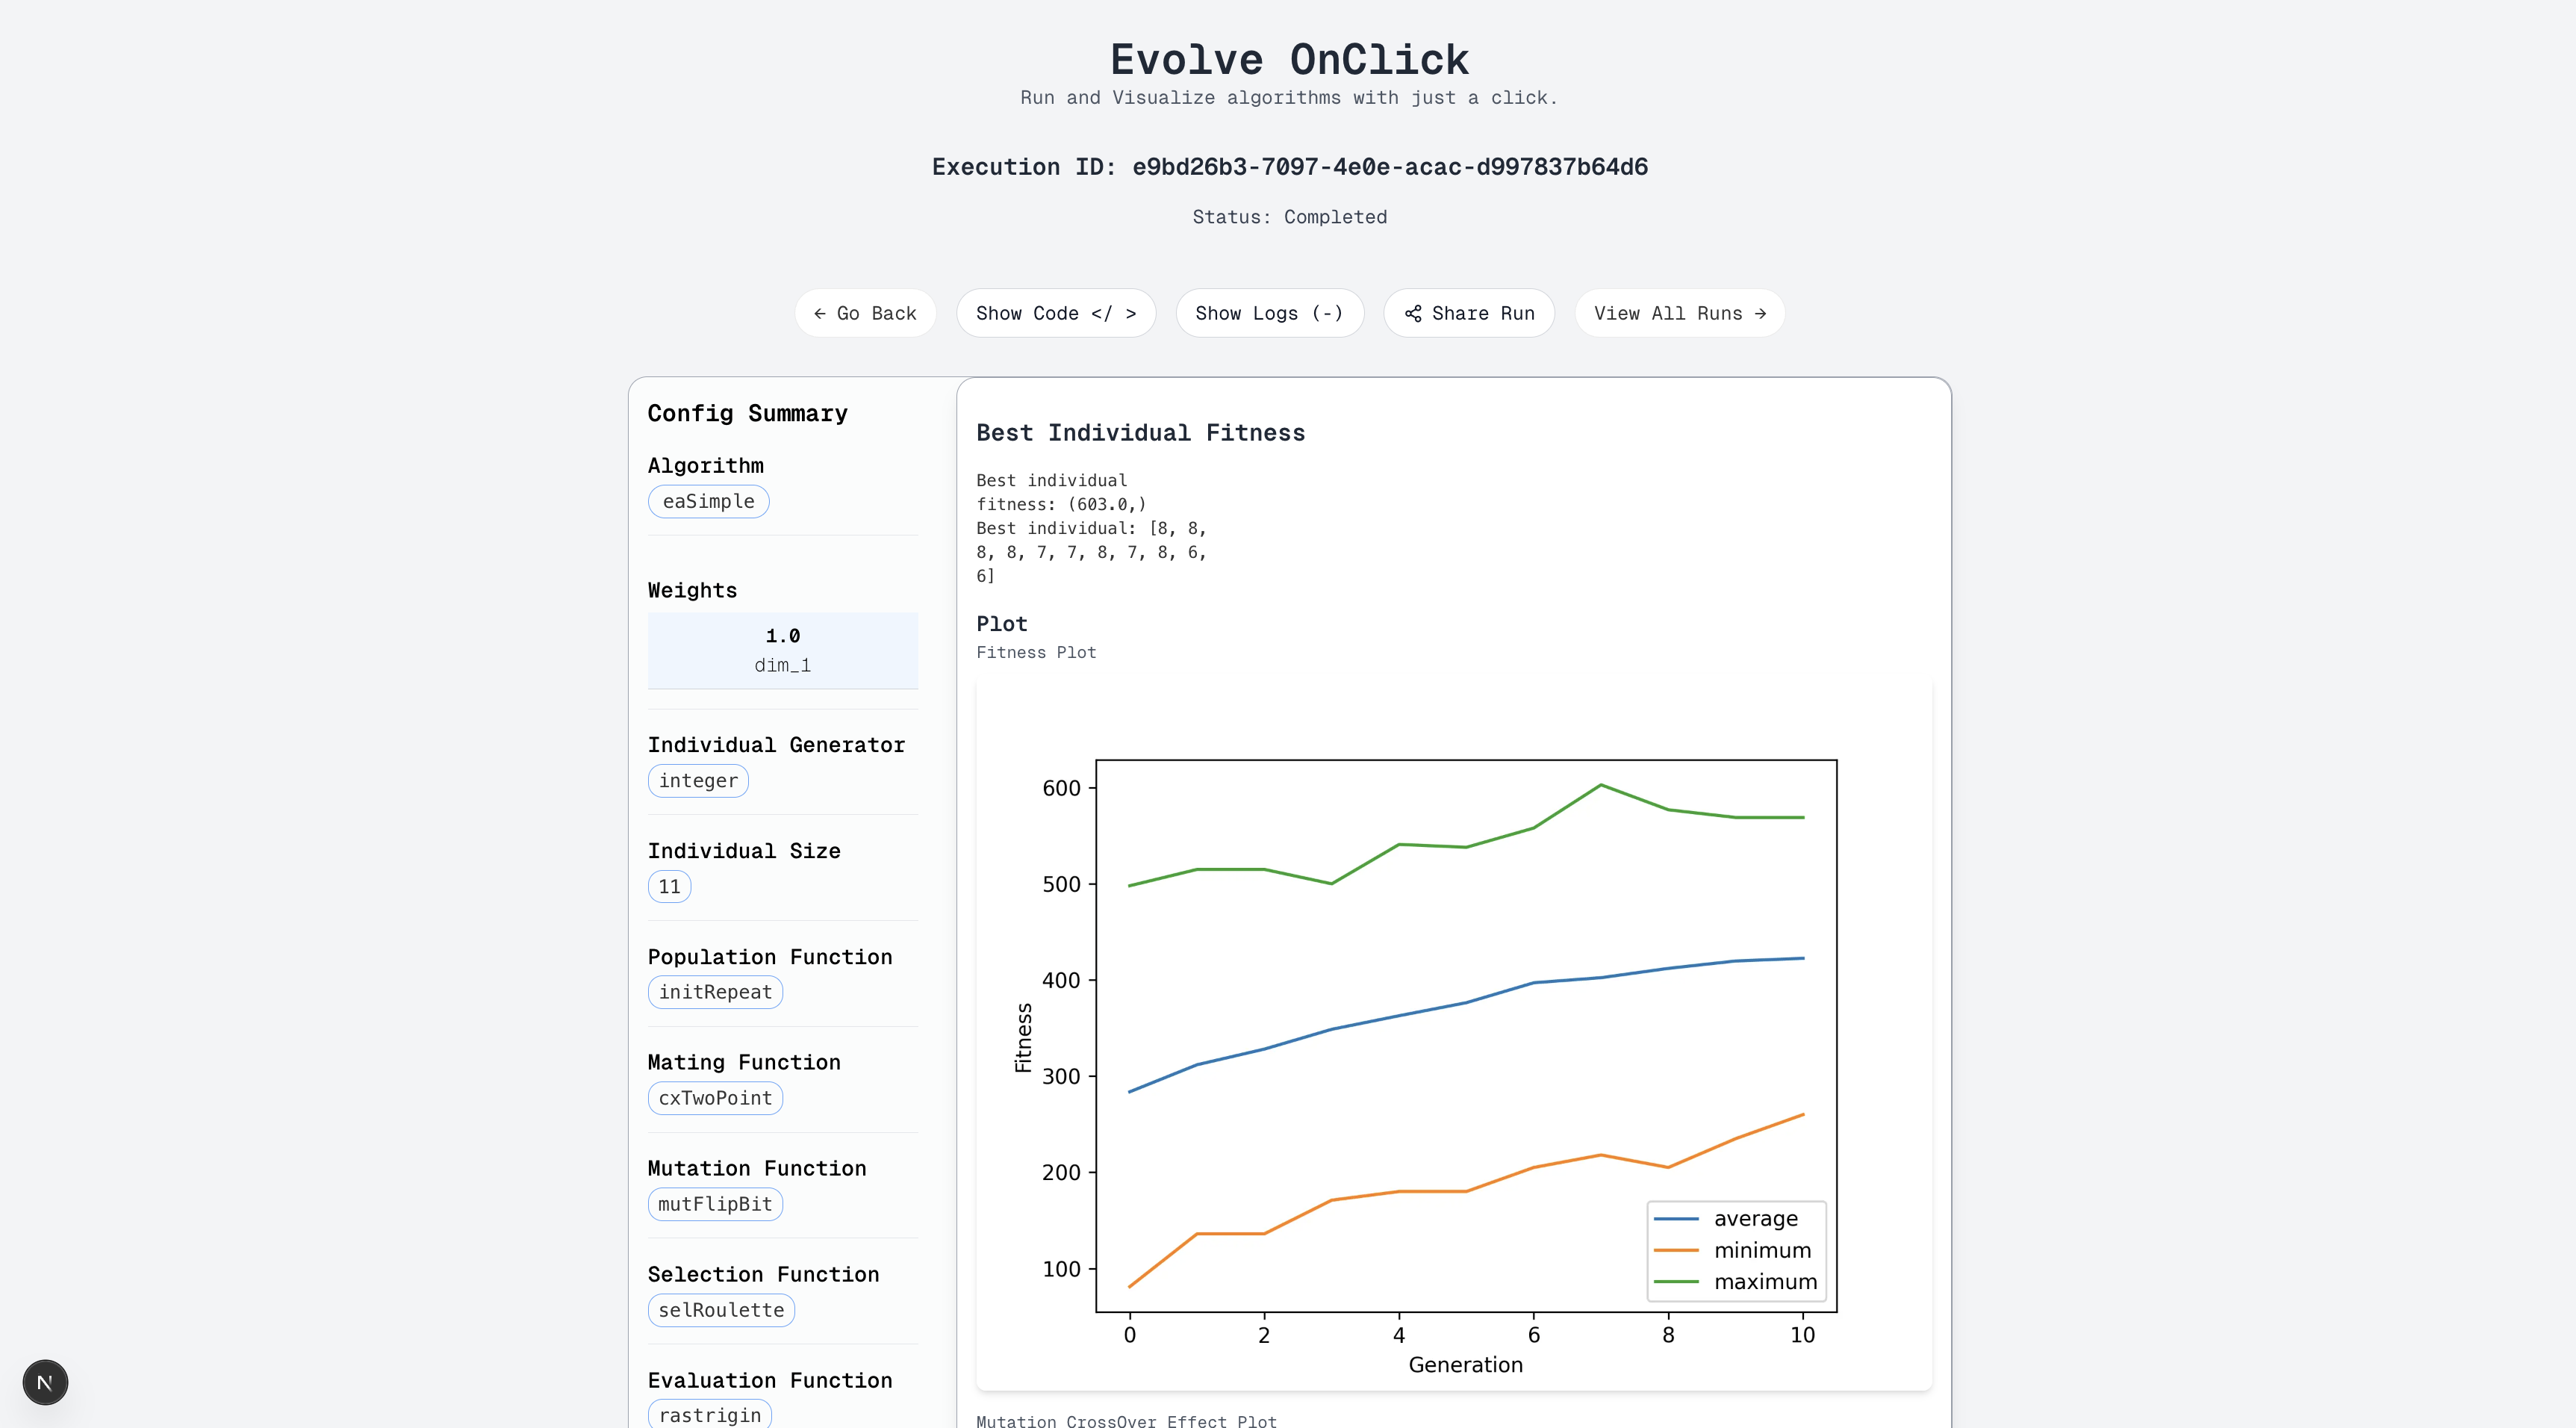 Evolve OnClick
Run and Visualize algorithms with just a click.
Execution ID: e9bd26b3-7097-4e0e-acac-d997837b64d6
Status: Completed
← Go Back
Show Code </ >
Show Logs (-)
Share Run
View All Runs →
Config Summary
Algorithm
eaSimple
Weights
1.0
dim_1
Individual Generator
integer
Individual Size
11
Population Function
initRepeat
Mating Function
cxTwoPoint
Mutation Function
mutFlipBit
Selection Function
selRoulette
Evaluation Function
rastrigin
Best Individual Fitness
Best individual
fitness: (603.0,)
Best individual: [8, 8,
8, 8, 7, 7, 8, 7, 8, 6,
6]
Plot
Fitness Plot
600
500
400
300
200
100
Fitness
0 2 4 6 8 10
Generation
average
minimum
maximum
Mutation CrossOver Effect Plot
N